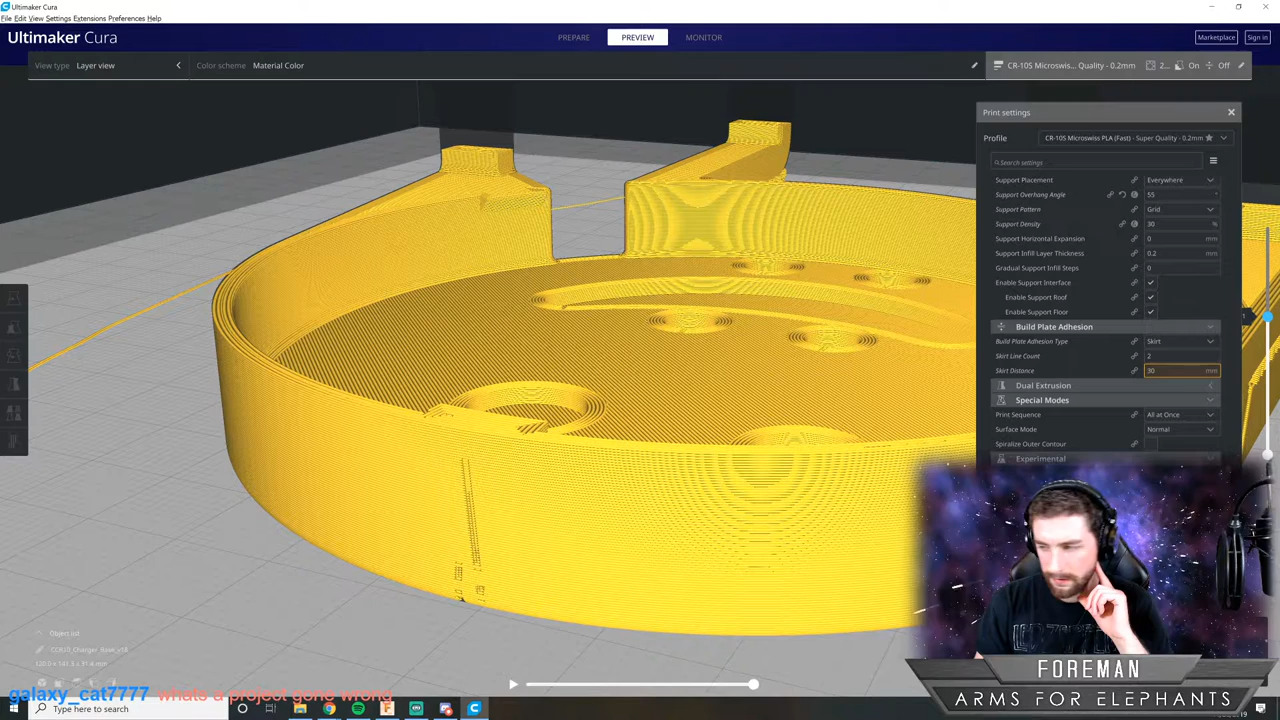 Ultimaker Cura
File Edit View Settings Extensions Preferences Help
Ultimaker Cura
PREPARE
PREVIEW
MONITOR
Marketplace
Sign in
View type Layer view
Color scheme Material Color
CR-10S Microswis... Quality - 0.2mm
2...
On
Off
Print settings
Profile
CR-10S Microswiss PLA (Fast) - Super Quality - 0.2mm
Search settings
Support Placement Everywhere
Support Overhang Angle 55 °
Support Pattern Grid
Support Density 30 %
Support Horizontal Expansion 0 mm
Support Infill Layer Thickness 0.2 mm
Gradual Support Infill Steps 0
Enable Support Interface
Enable Support Roof
Enable Support Floor
Build Plate Adhesion
Build Plate Adhesion Type Skirt
Skirt Line Count 2
Skirt Distance 30 mm
Dual Extrusion
Special Modes
Print Sequence All at Once
Surface Mode Normal
Spiralize Outer Contour
Experimental
Object list
galaxy_cat7777 whats a project gone wrong
Type here to search
FOREMAN
ARMS FOR ELEPHANTS